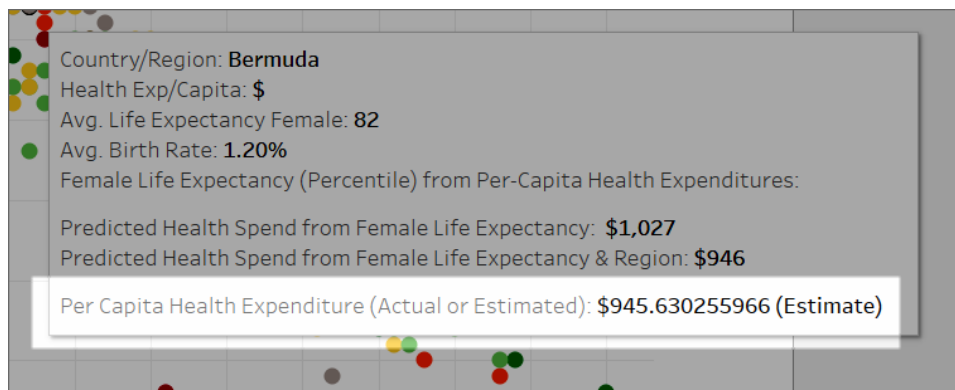 Country/Region: Bermuda
Health Exp/Capita: $
Avg. Life Expectancy Female: 82
Avg. Birth Rate: 1.20%
Female Life Expectancy (Percentile) from Per-Capita Health Expenditures:
Predicted Health Spend from Female Life Expectancy: $1,027
Predicted Health Spend from Female Life Expectancy & Region: $946
Per Capita Health Expenditure (Actual or Estimated): $945.630255966 (Estimate)